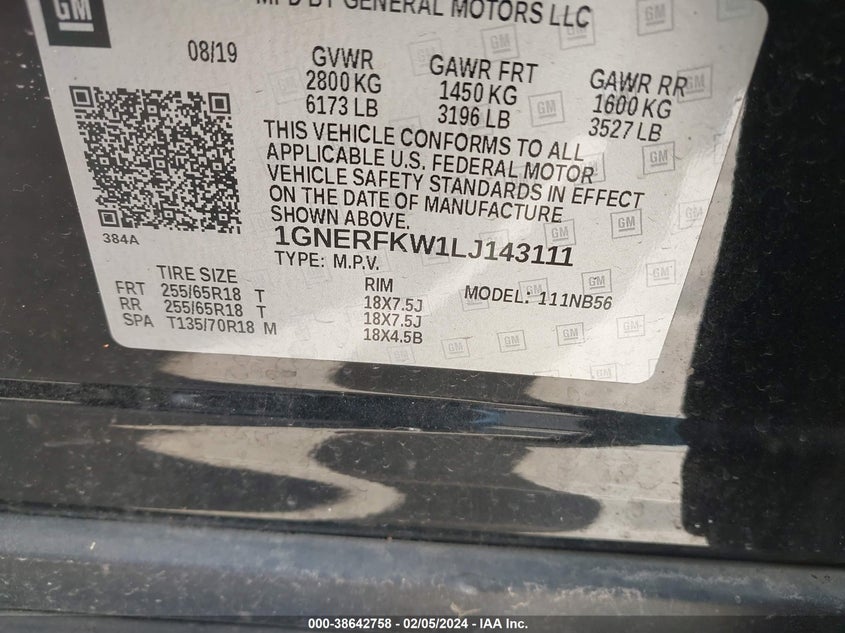 GM
MFD BY GENERAL MOTORS LLC
08/19
GVWR
2800 KG
6173 LB
GAWR FRT
1450 KG
3196 LB
GAWR RR
1600 KG
3527 LB
THIS VEHICLE CONFORMS TO ALL
APPLICABLE U.S. FEDERAL MOTOR
VEHICLE SAFETY STANDARDS IN EFFECT
ON THE DATE OF MANUFACTURE
SHOWN ABOVE.
384A
1GNERFKW1LJ143111
TYPE: M.P.V.
TIRE SIZE
FRT 255/65R18 T
RR 255/65R18 T
SPA T135/70R18 M
RIM
18X7.5J
18X7.5J
18X4.5B
MODEL: 111NB56
000-38642758 - 02/05/2024 - IAA Inc.